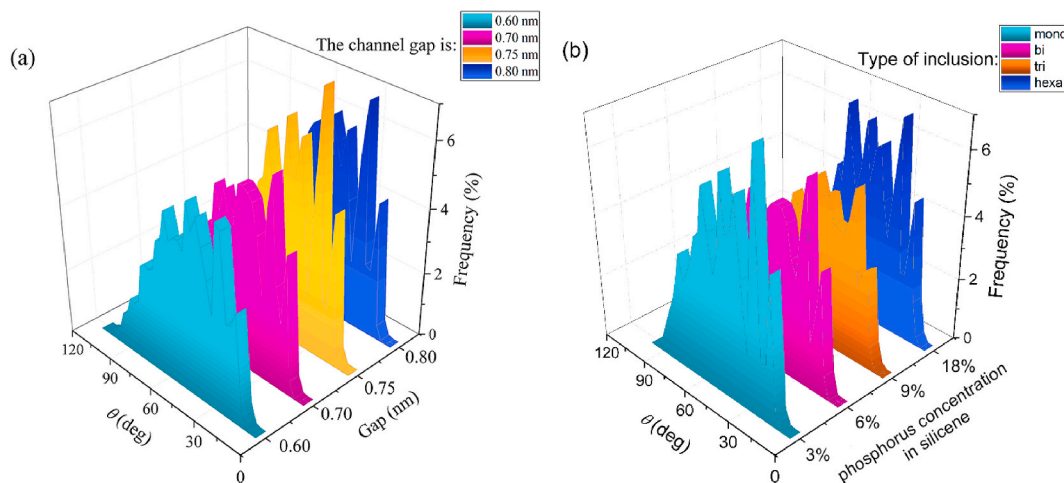 (a)
The channel gap is:
0.60 nm
0.70 nm
0.75 nm
0.80 nm
6
4
2
0
Frequency (%)
120
90
60
30
0
θ (deg)
0.60
0.70
0.75
0.80
Gap (nm)
(b)
Type of inclusion:
mono
bi
tri
hexa
6
4
2
0
Frequency (%)
120
90
60
30
0
θ (deg)
3%
6%
9%
18%
phosphorus concentration
in silicene